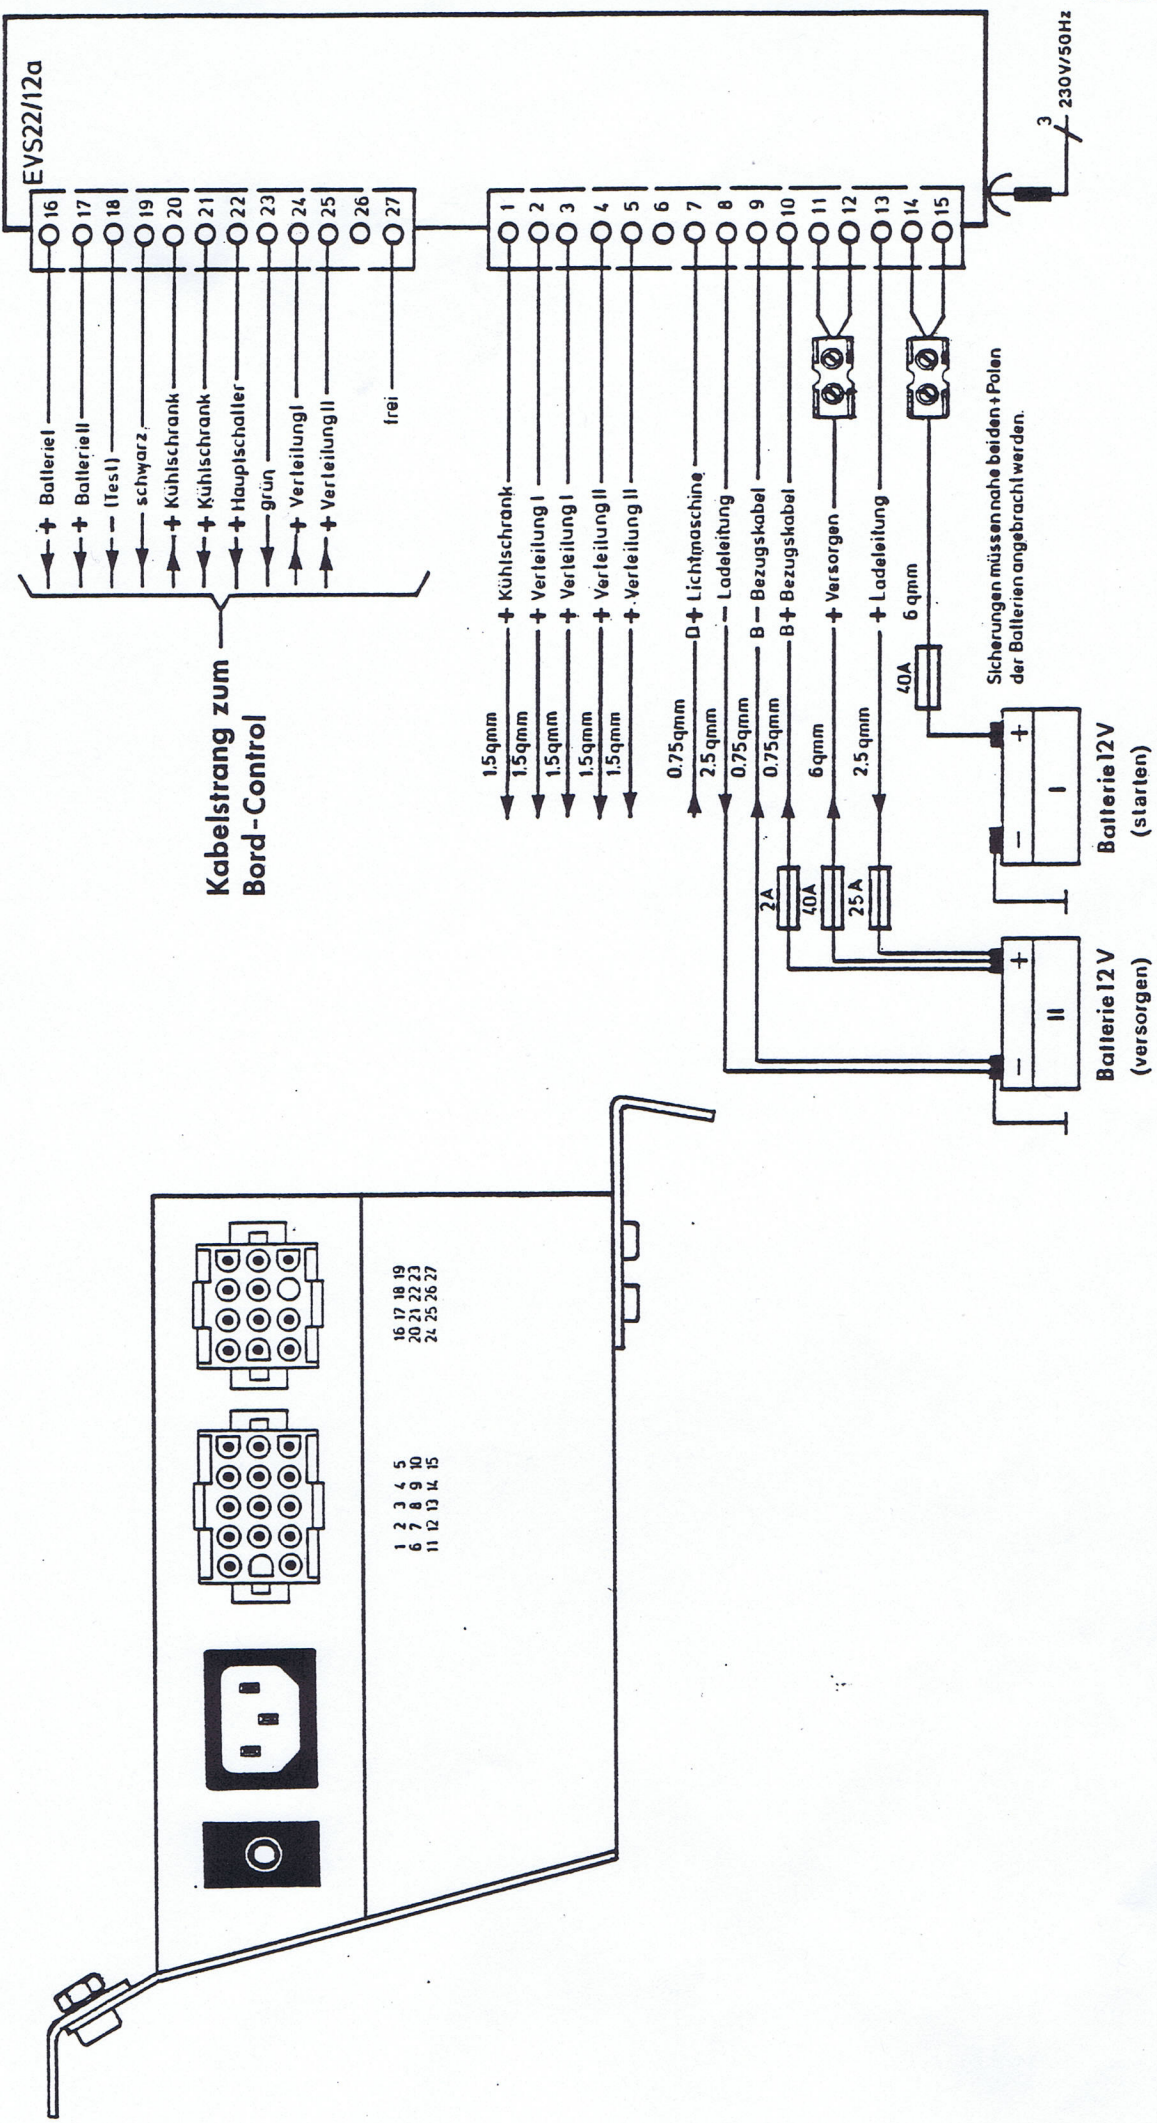 EVS22/12a
16
17
18
19
20
21
22
23
24
25
26
27
+ Batterie I
+ Batterie II
− (Test)
schwarz
+ Kühlschrank
+ Kühlschrank
+ Hauptschalter
grün
+ Verteilung I
+ Verteilung II
frei
Kabelstrang zum
Bord-Control
1
2
3
4
5
6
7
8
9
10
11
12
13
14
15
1.5qmm + Kühlschrank
1.5qmm + Verteilung I
1.5qmm + Verteilung I
1.5qmm + Verteilung II
1.5qmm + Verteilung II
0.75qmm D+ Lichtmaschine
2.5qmm − Ladeleitung
0.75qmm B− Bezugskabel
0.75qmm B+ Bezugskabel
6qmm + Versorgen
2.5qmm + Ladeleitung
6qmm
2A
40A
25A
40A
3
230V/50Hz
Sicherungen müssen nahe beiden + Polen
der Batterien angebracht werden.
− +
II
Batterie 12V
(versorgen)
− +
I
Batterie 12V
(starten)
1 2 3 4 5
6 7 8 9 10
11 12 13 14 15
16 17 18 19
20 21 22 23
24 25 26 27